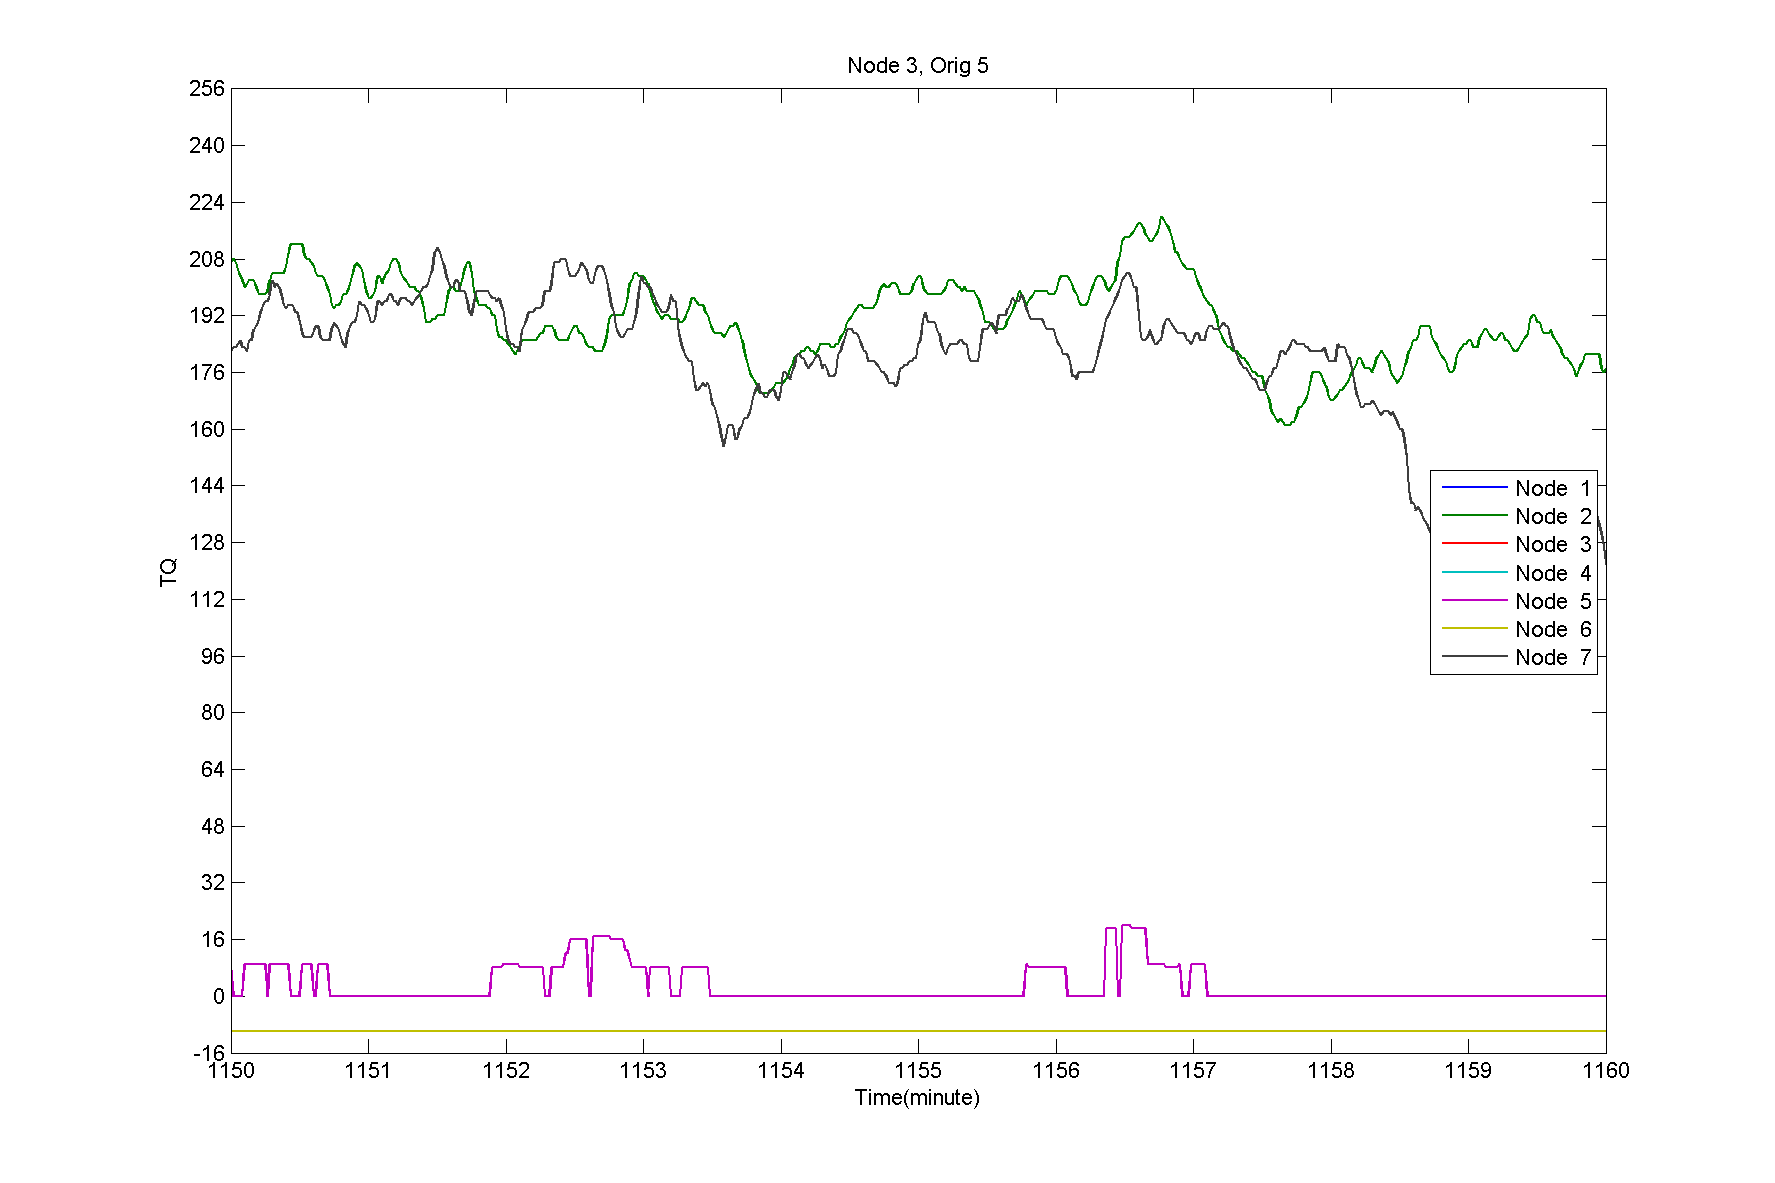 Node 3, Orig 5
256
240
224
208
192
176
160
144
128
112
96
80
64
48
32
16
0
-16
TQ
Node 1
Node 2
Node 3
Node 4
Node 5
Node 6
Node 7
1150 1151 1152 1153 1154 1155 1156 1157 1158 1159 1160
Time(minute)